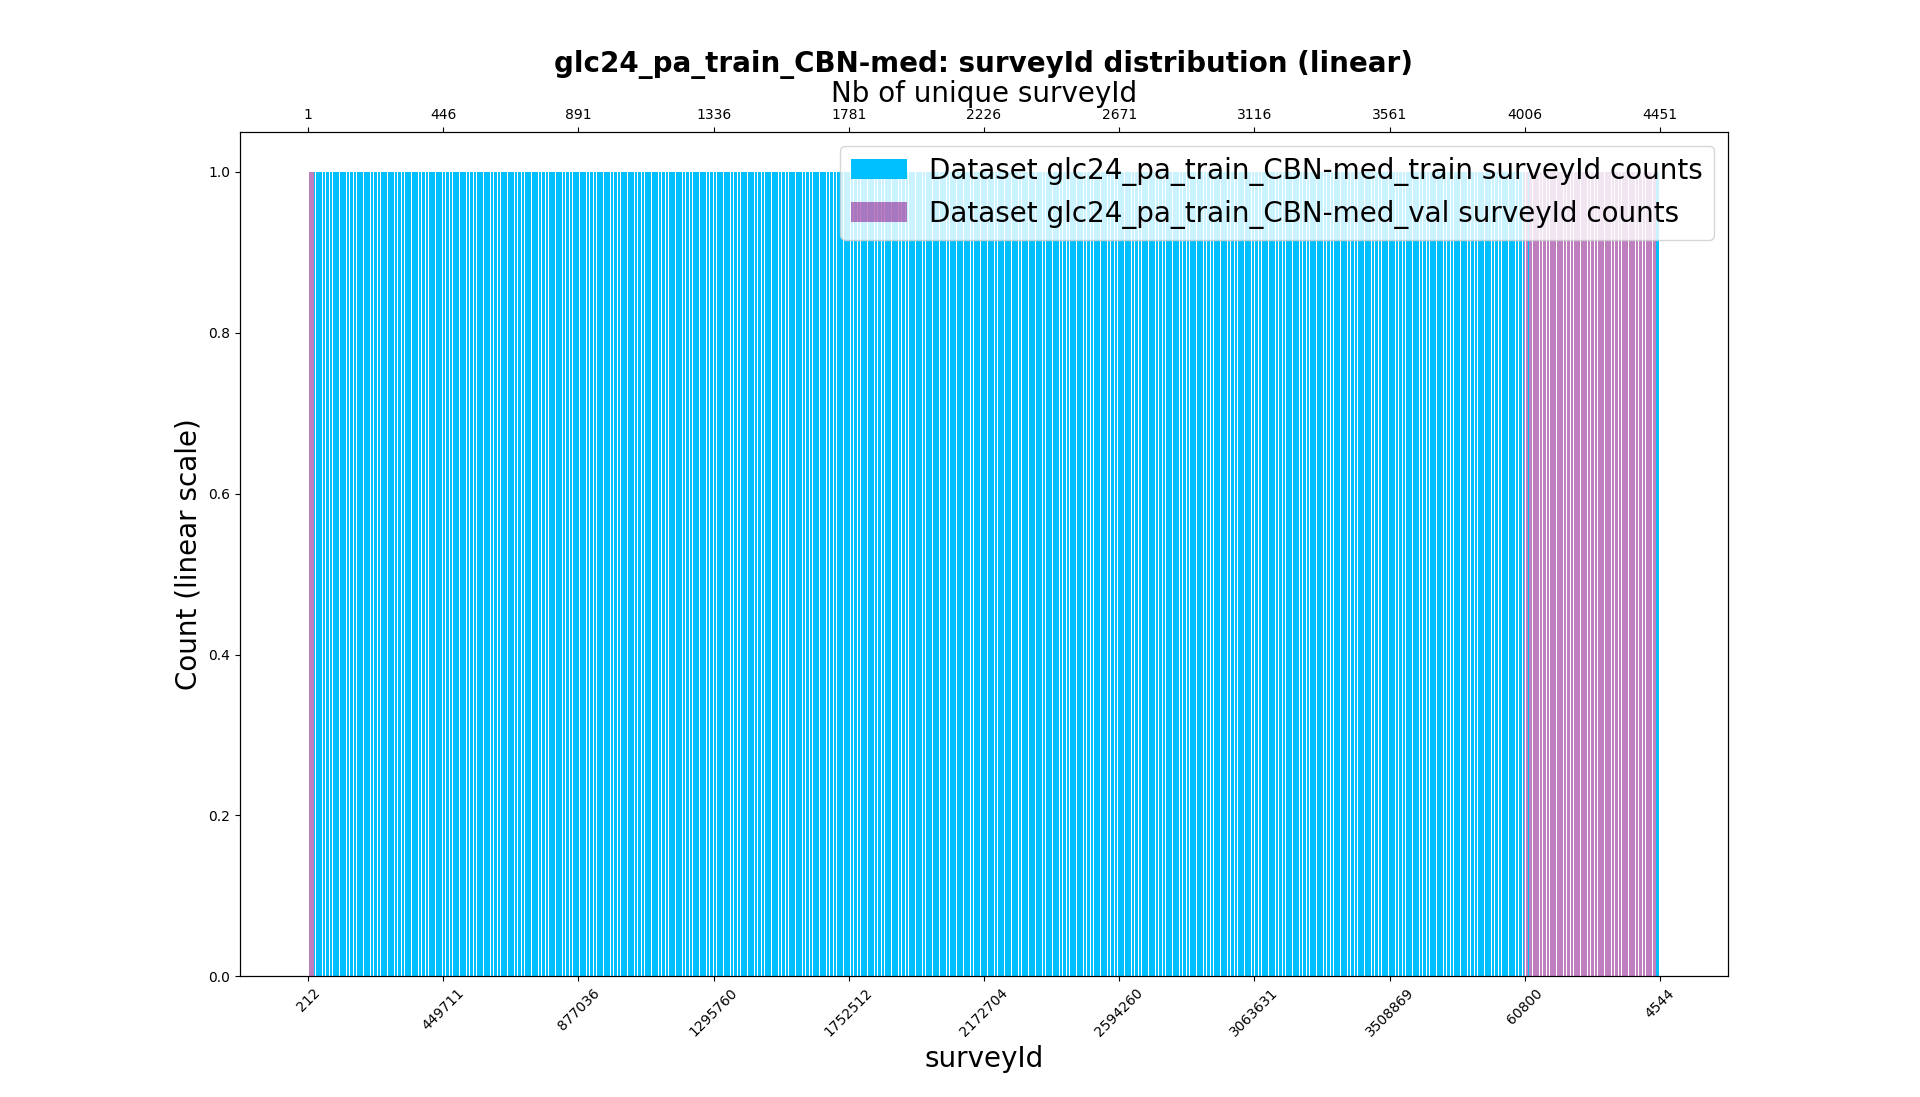 glc24_pa_train_CBN-med: surveyId distribution (linear)
Nb of unique surveyId
1 446 891 1336 1781 2226 2671 3116 3561 4006 4451
Dataset glc24_pa_train_CBN-med_train surveyId counts
Dataset glc24_pa_train_CBN-med_val surveyId counts
Count (linear scale)
1.0
0.8
0.6
0.4
0.2
0.0
212 449711 877036 1295760 1752512 2172704 2594260 3063631 3508869 60800 4544
surveyId